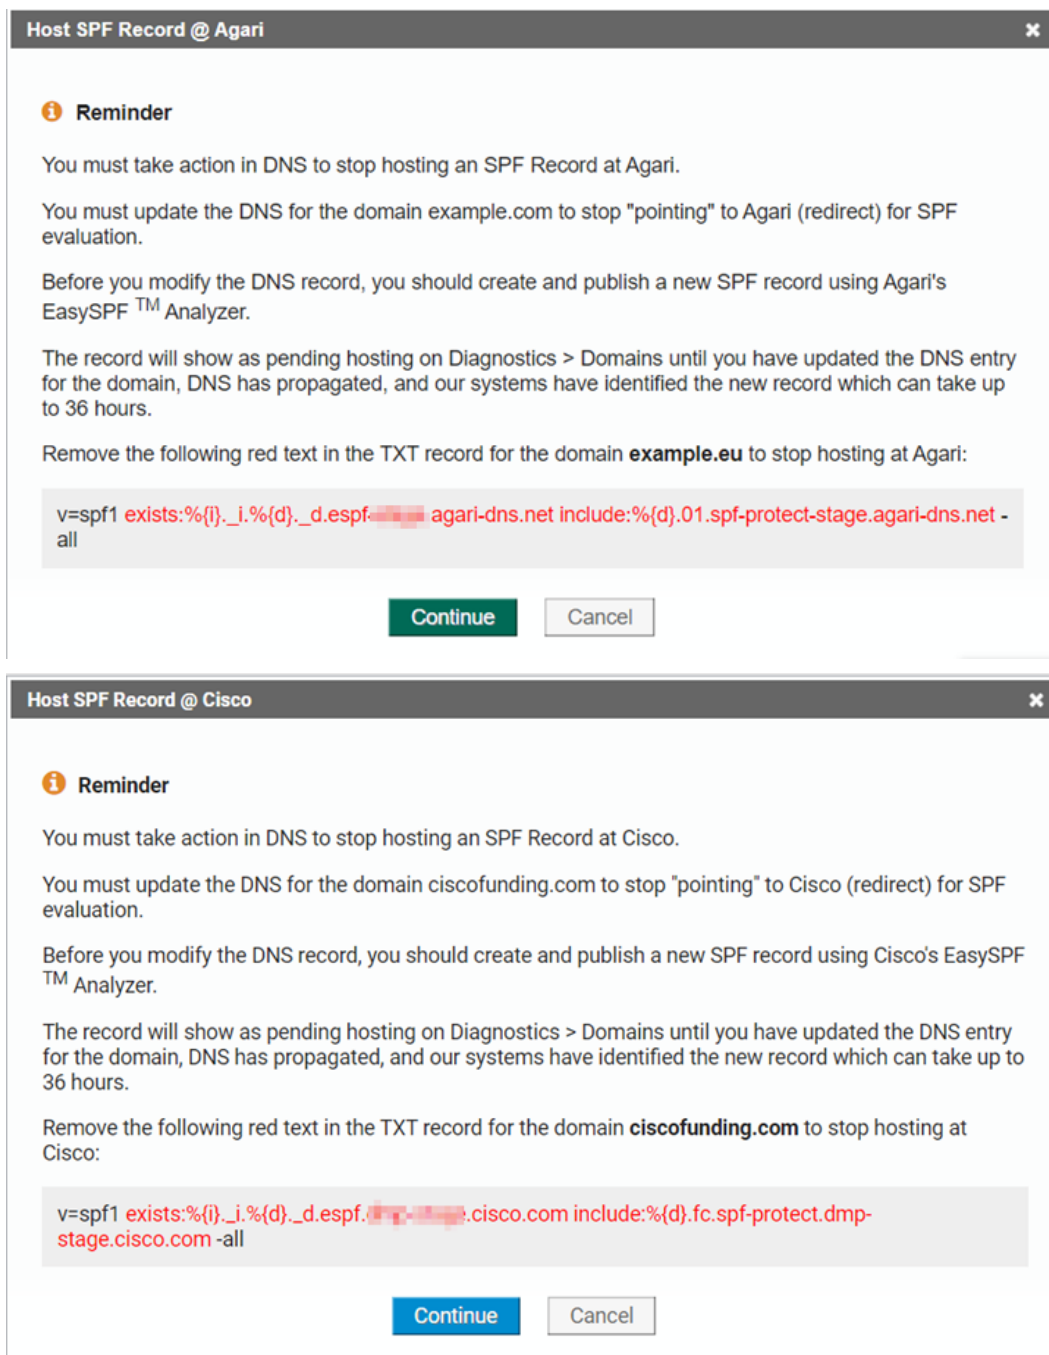 Host SPF Record @ Agari
Reminder
You must take action in DNS to stop hosting an SPF Record at Agari.
You must update the DNS for the domain example.com to stop "pointing" to Agari (redirect) for SPF
evaluation.
Before you modify the DNS record, you should create and publish a new SPF record using Agari's
EasySPF TM Analyzer.
The record will show as pending hosting on Diagnostics > Domains until you have updated the DNS entry
for the domain, DNS has propagated, and our systems have identified the new record which can take up
to 36 hours.
Remove the following red text in the TXT record for the domain example.eu to stop hosting at Agari:
v=spf1 exists:%{i}._i.%{d}._d.espf- agari-dns.net include:%{d}.01.spf-protect-stage.agari-dns.net -
all
Continue Cancel
Host SPF Record @ Cisco
Reminder
You must take action in DNS to stop hosting an SPF Record at Cisco.
You must update the DNS for the domain ciscofunding.com to stop "pointing" to Cisco (redirect) for SPF
evaluation.
Before you modify the DNS record, you should create and publish a new SPF record using Cisco's EasySPF
TM Analyzer.
The record will show as pending hosting on Diagnostics > Domains until you have updated the DNS entry
for the domain, DNS has propagated, and our systems have identified the new record which can take up to
36 hours.
Remove the following red text in the TXT record for the domain ciscofunding.com to stop hosting at
Cisco:
v=spf1 exists:%{i}._i.%{d}._d.espf. .cisco.com include:%{d}.fc.spf-protect.dmp-
stage.cisco.com -all
Continue Cancel